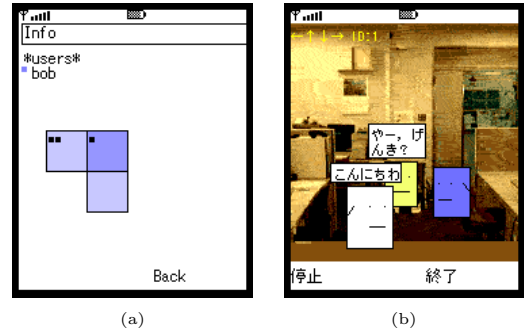 Info
*users*
bob
Back
(a)
←↑↓→ ID:1
やー, げ
んき?
こんにちわ
停止
終了
(b)